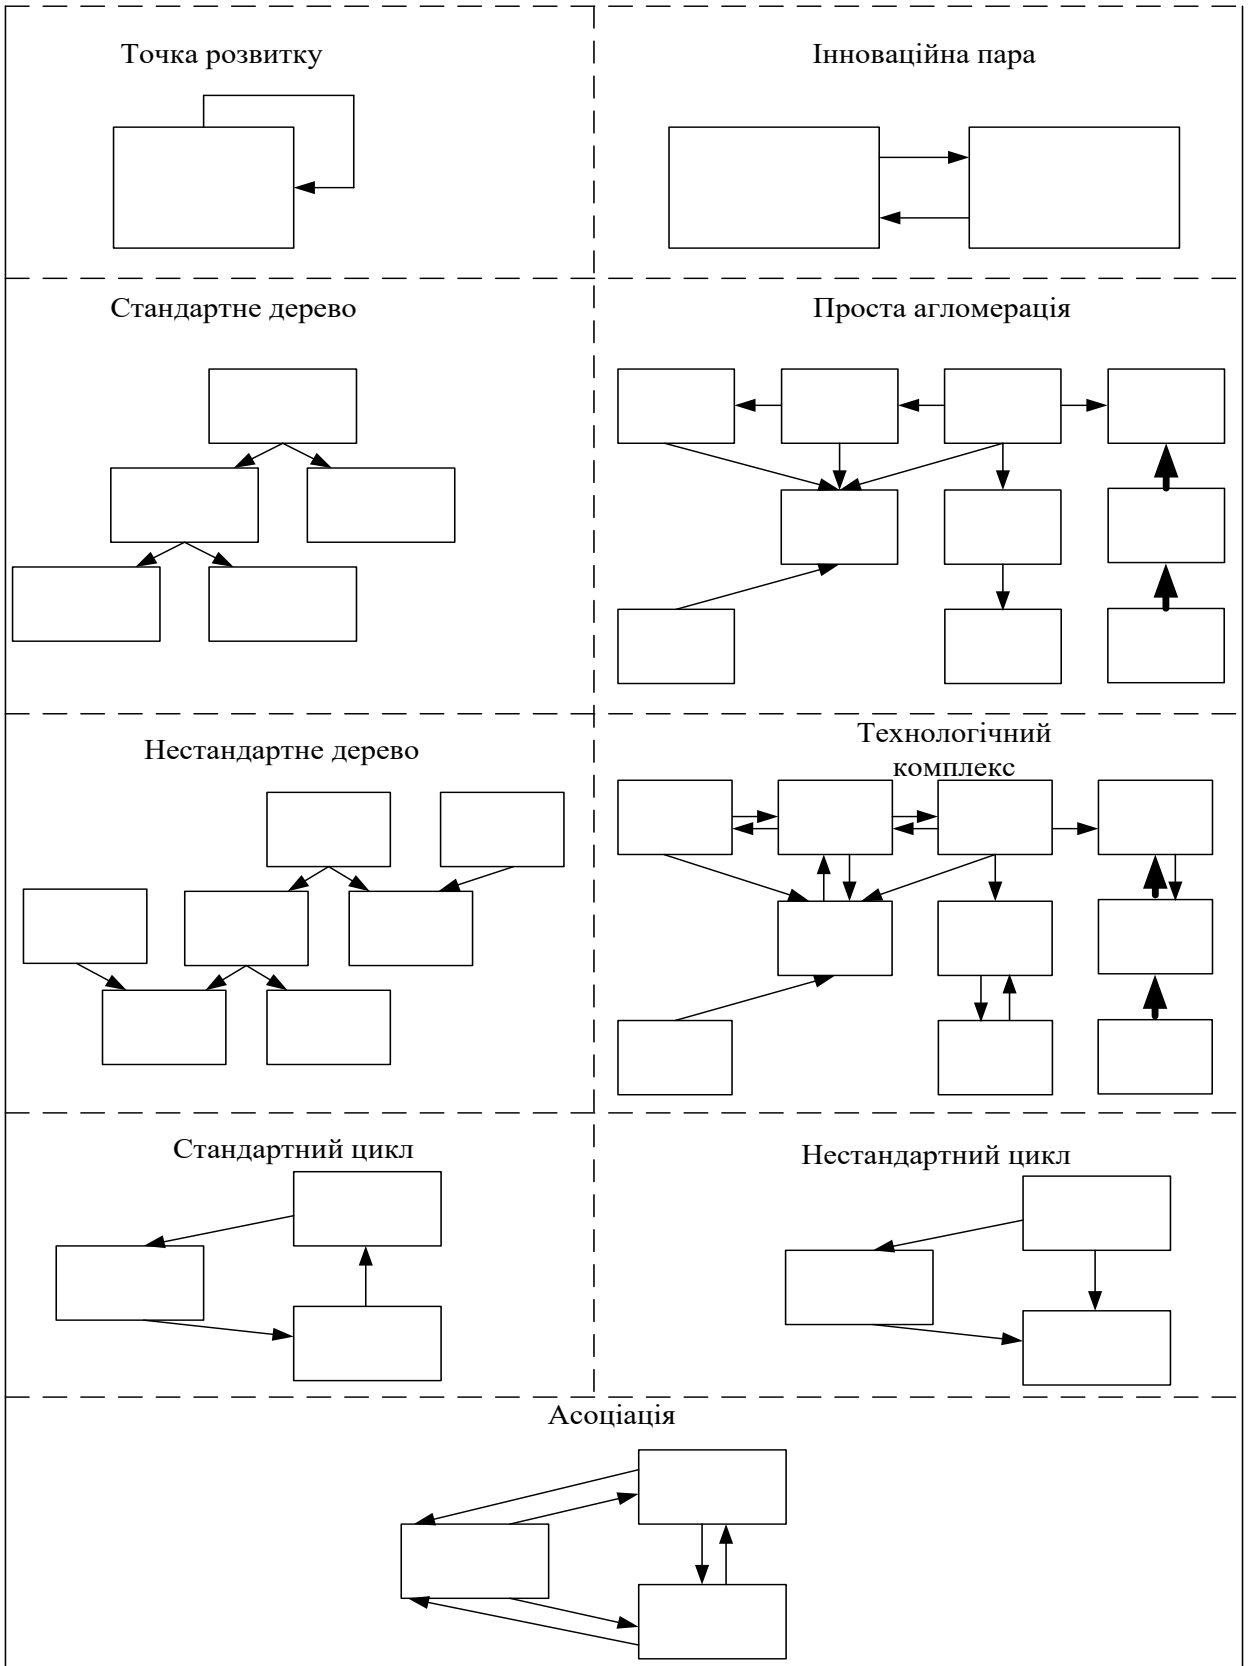 Точка розвитку
Інноваційна пара
Стандартне дерево
Проста агломерація
Нестандартне дерево
Технологічний
комплекс
Стандартний цикл
Нестандартний цикл
Асоціація